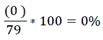 (0 )/79 * 100 = 0%